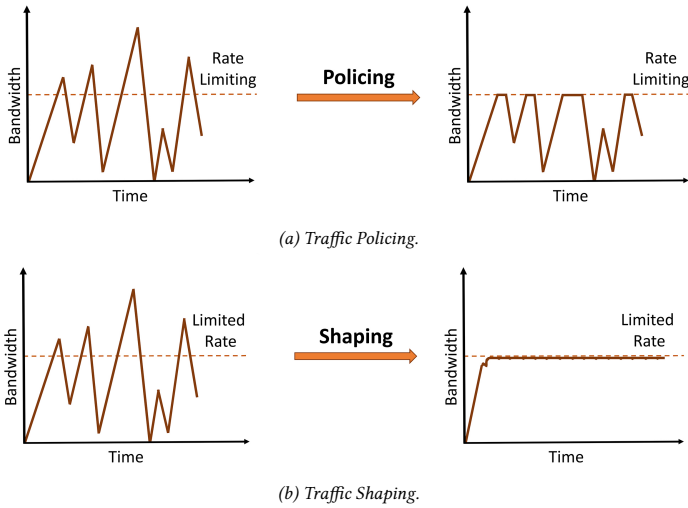 Bandwidth
Rate
Limiting
Time
Policing
Bandwidth
Rate
Limiting
Time
(a) Traffic Policing.
Bandwidth
Limited
Rate
Time
Shaping
Bandwidth
Limited
Rate
Time
(b) Traffic Shaping.